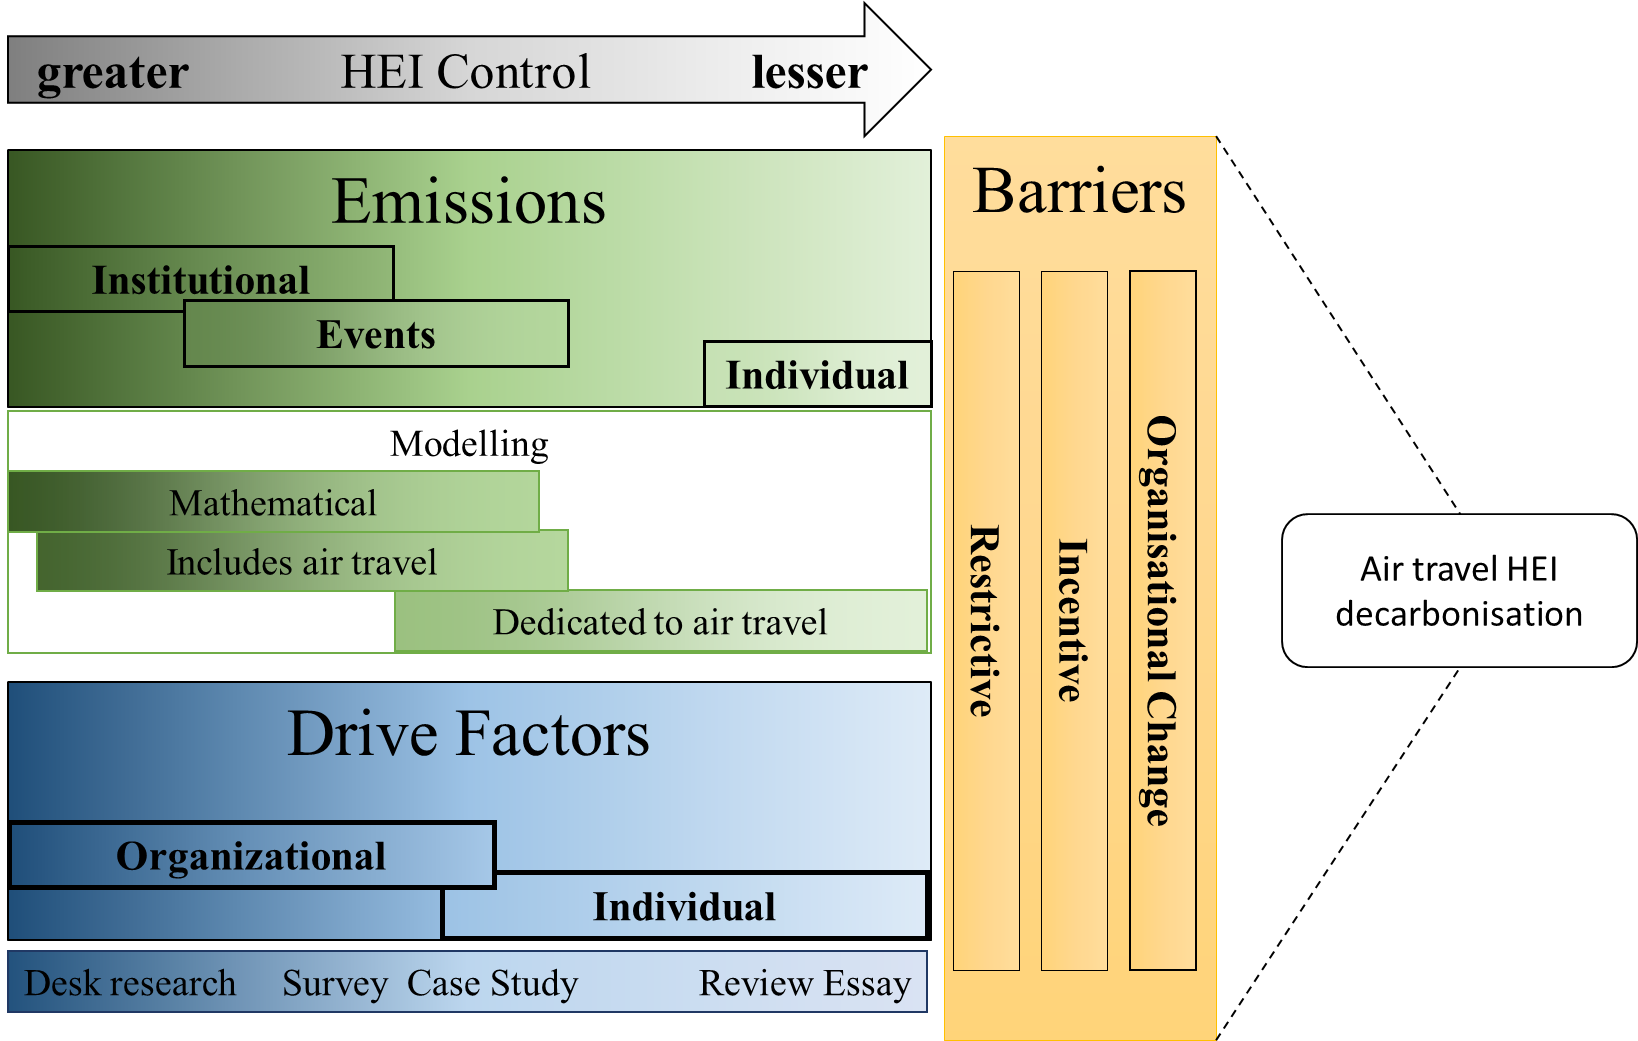 greater HEI Control lesser
Emissions
Institutional
Events
Individual
Modelling
Mathematical
Includes air travel
Dedicated to air travel
Drive Factors
Organizational
Individual
Desk research Survey Case Study Review Essay
Barriers
Restrictive
Incentive
Organisational Change
Air travel HEI
decarbonisation